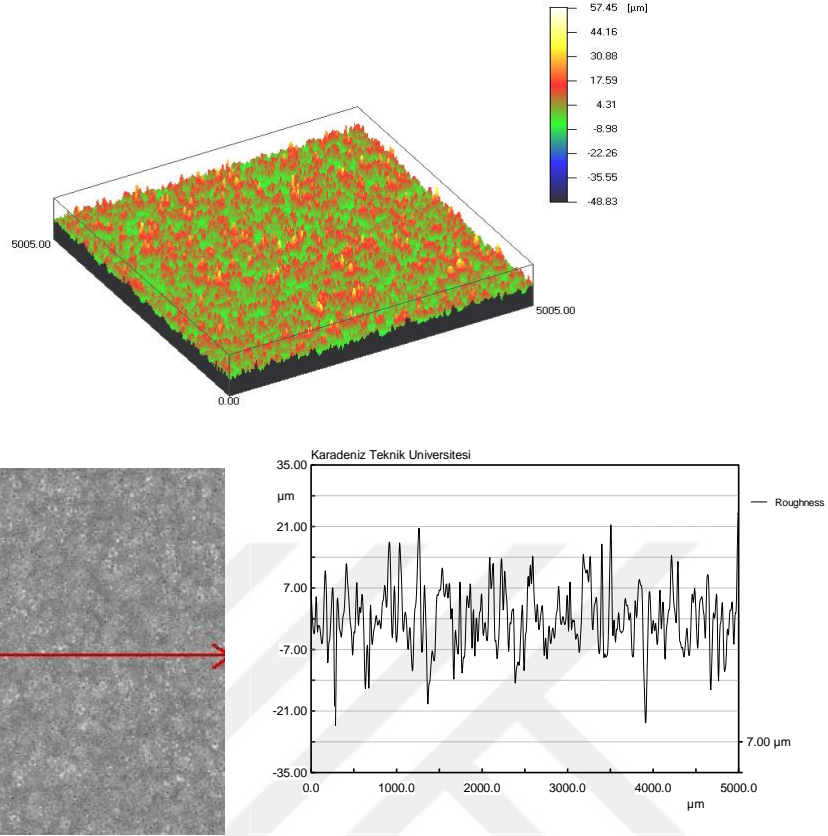 57.45 [µm]
44.16
30.88
17.59
4.31
-8.98
-22.26
-35.55
-48.83
5005.00
5005.00
0.00
Karadeniz Teknik Universitesi
35.00
µm
21.00
7.00
-7.00
-21.00
-35.00
Roughness
7.00 µm
0.0 1000.0 2000.0 3000.0 4000.0 5000.0
µm